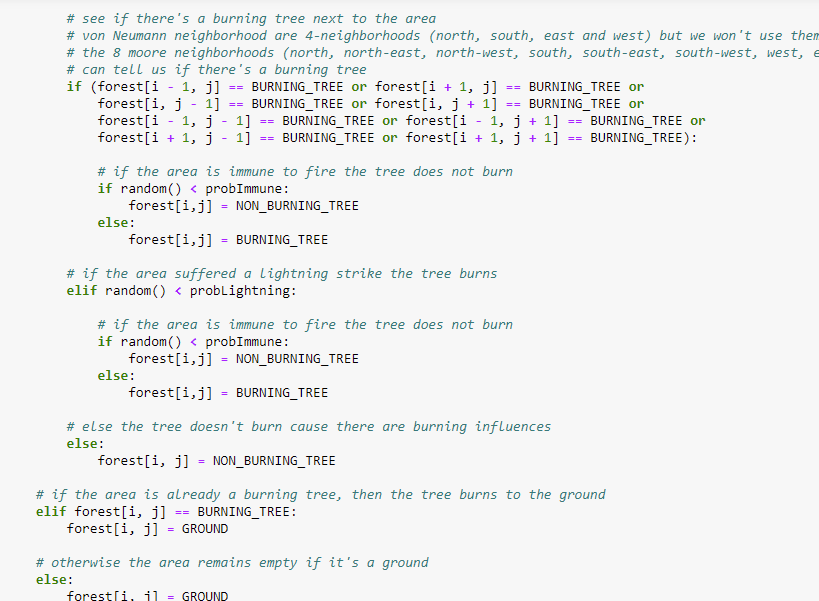 # see if there's a burning tree next to the area
# von Neumann neighborhood are 4-neighborhoods (north, south, east and west) but we won't use them
# the 8 moore neighborhoods (north, north-east, north-west, south, south-east, south-west, west, e
# can tell us if there's a burning tree
if (forest[i - 1, j] == BURNING_TREE or forest[i + 1, j] == BURNING_TREE or
forest[i, j - 1] == BURNING_TREE or forest[i, j + 1] == BURNING_TREE or
forest[i - 1, j - 1] == BURNING_TREE or forest[i - 1, j + 1] == BURNING_TREE or
forest[i + 1, j - 1] == BURNING_TREE or forest[i + 1, j + 1] == BURNING_TREE):
# if the area is immune to fire the tree does not burn
if random() < probImmune:
forest[i,j] = NON_BURNING_TREE
else:
forest[i,j] = BURNING_TREE
# if the area suffered a lightning strike the tree burns
elif random() < probLightning:
# if the area is immune to fire the tree does not burn
if random() < probImmune:
forest[i,j] = NON_BURNING_TREE
else:
forest[i,j] = BURNING_TREE
# else the tree doesn't burn cause there are burning influences
else:
forest[i, j] = NON_BURNING_TREE
# if the area is already a burning tree, then the tree burns to the ground
elif forest[i, j] == BURNING_TREE:
forest[i, j] = GROUND
# otherwise the area remains empty if it's a ground
else:
forest[i, j] = GROUND